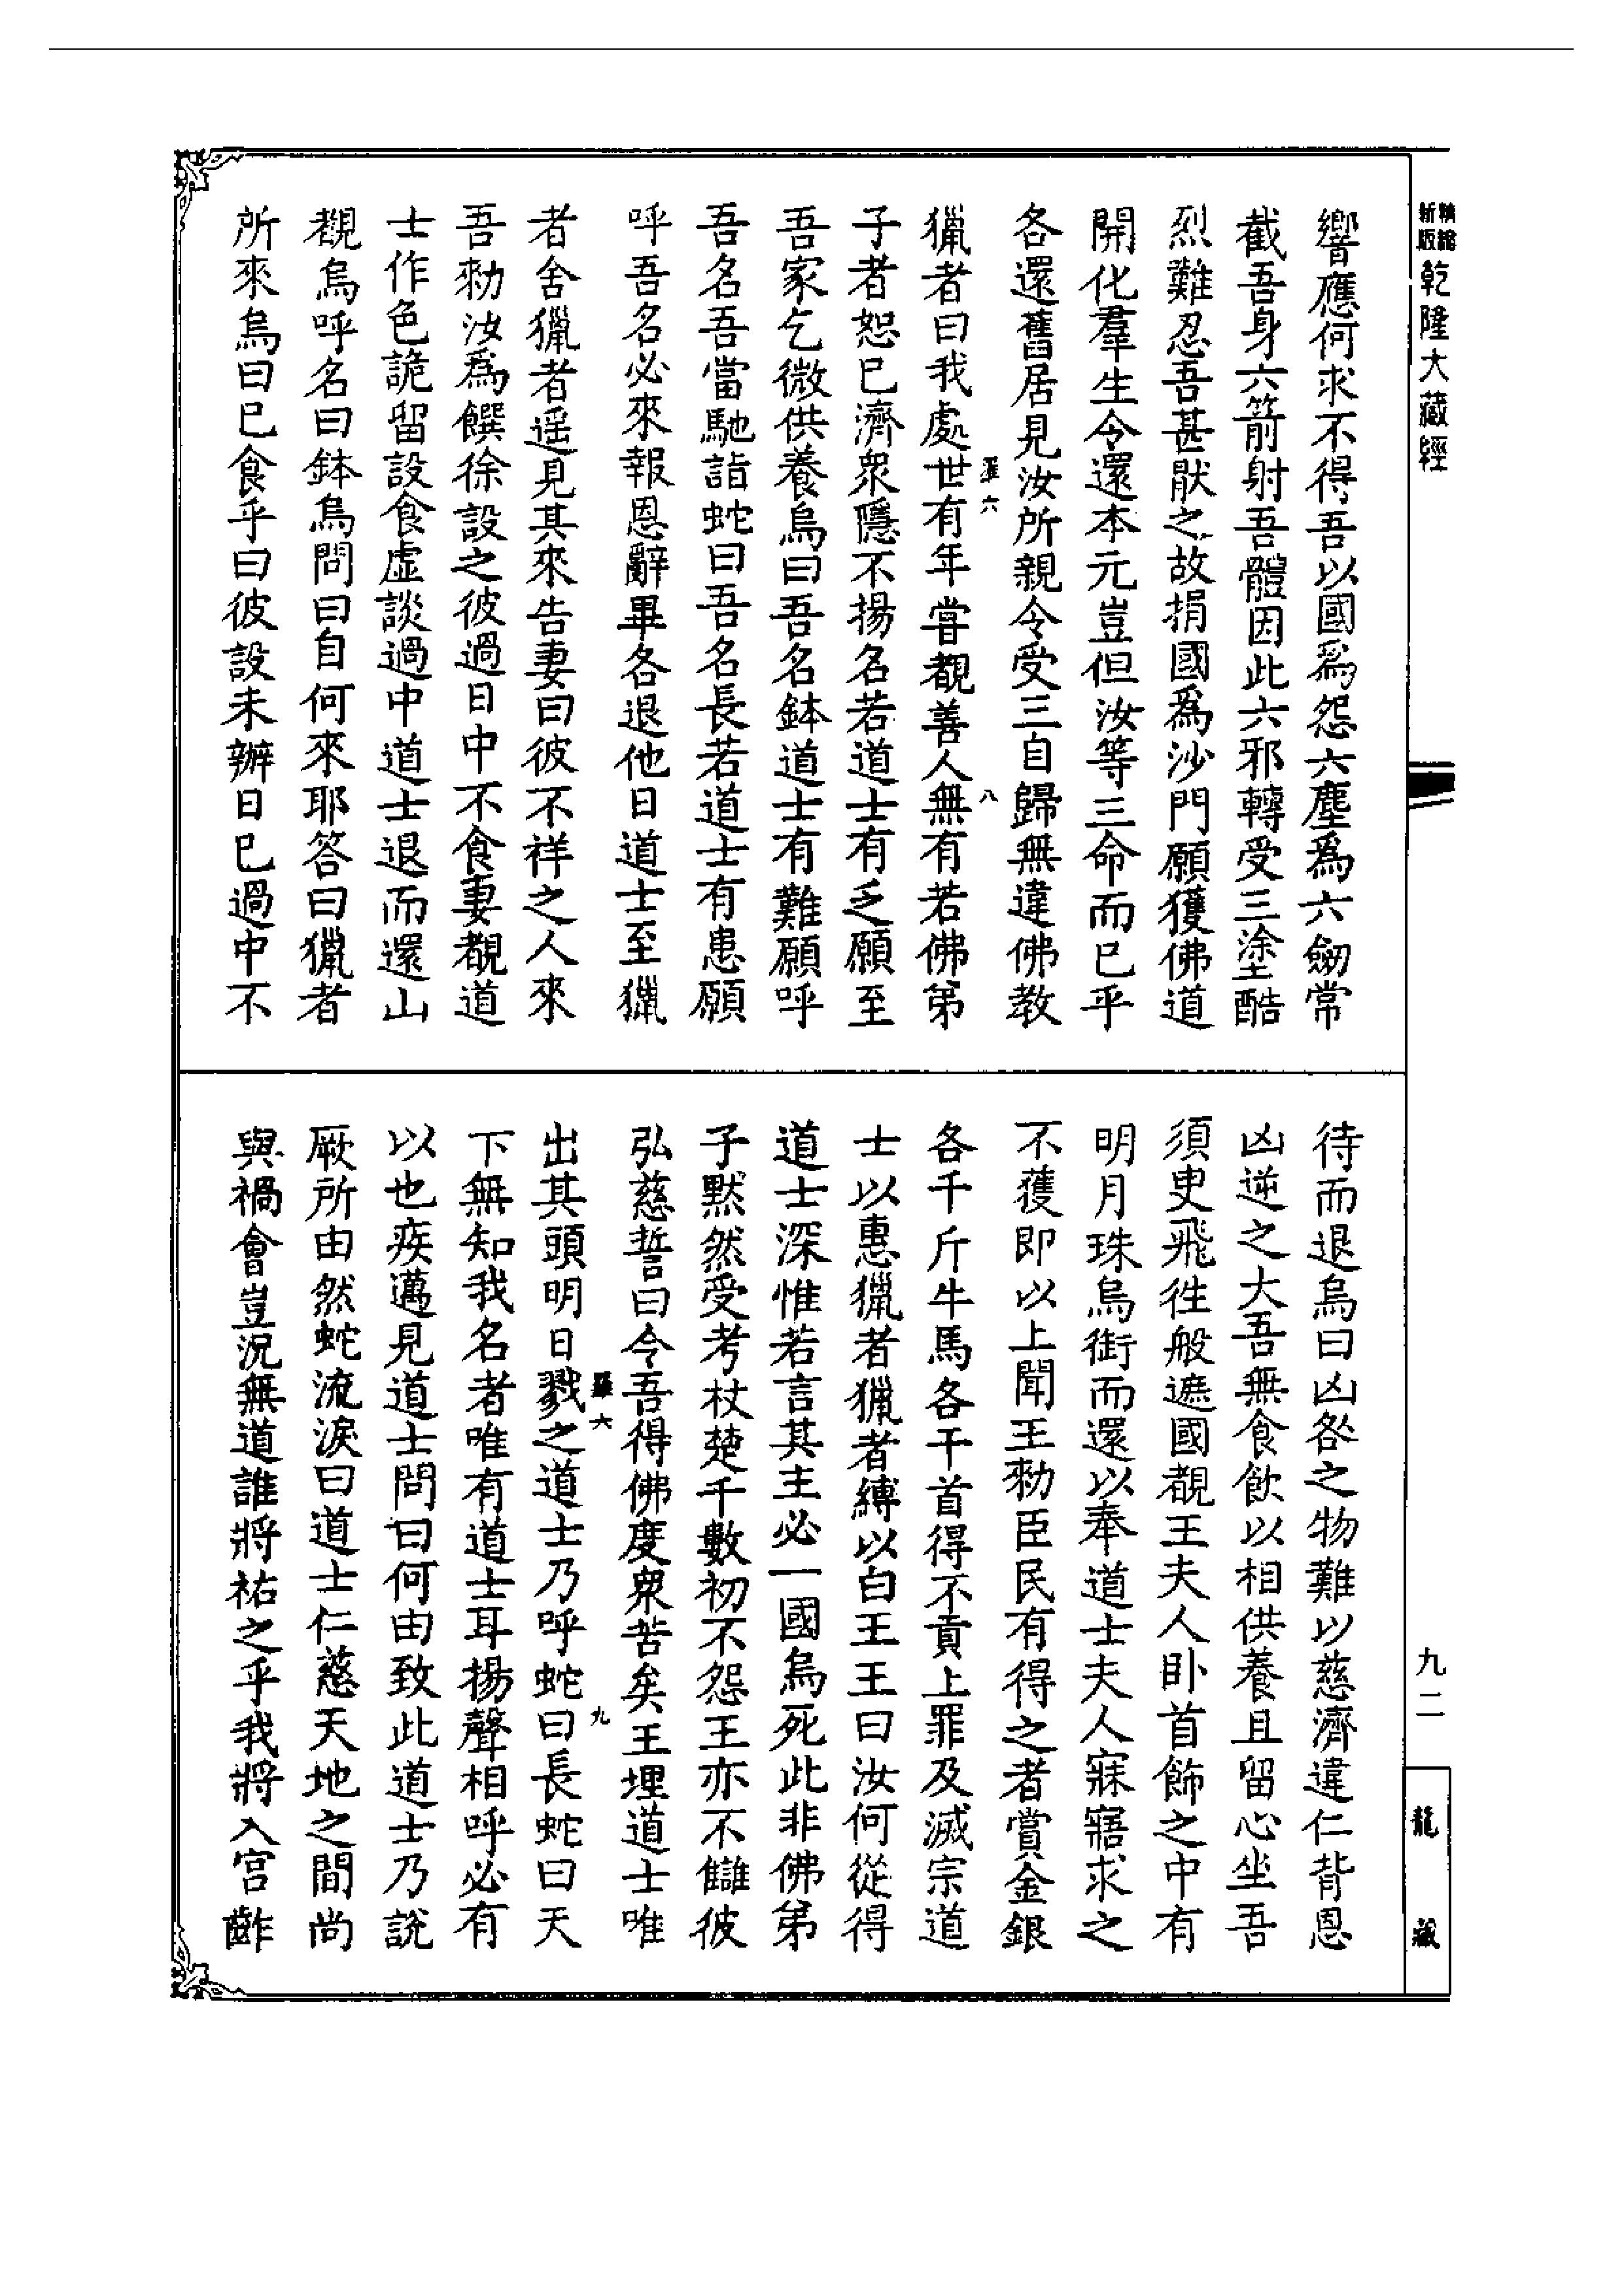 精縮新版
乾隆大藏經
響應何求不得吾以國爲怨六塵爲六劒常
截吾身六箭射吾體因此六邪轉受三塗酷
烈難忍吾甚厭之故捐國爲沙門願獲佛道
開化羣生令還本元豈但汝等三命而已乎
各還舊居見汝所親令受三自歸無違佛教
羅六
八
獵者曰我處世有年甞覩善人無有若佛第
子者恕已濟衆隱不揚名若道士有乏願至
吾家乞微供養烏曰吾名鉢道士有難願呼
吾名吾當馳詣蛇曰吾名長若道士有患願
呼吾名必來報恩辭畢各退他日道士至獵
者舍獵者遥見其來告妻曰彼不祥之人來
吾勑汝爲饌徐設之彼過日中不食妻覩道
士作色詭留設食虛談過中道士退而還山
覩烏呼名曰鉢烏問曰自何來耶答曰獵者
所來烏曰已食乎曰彼設未辦日已過中不
待而退烏曰凶咎之物難以慈濟違仁背恩
凶逆之大吾無食飲以相供養且留心坐吾
須臾飛徃般遮國覩王夫人卧首飾之中有
明月珠烏銜而還以奉道士夫人寐寤求之
不獲即以上聞王勑臣民有得之者賞金銀
各千斤牛馬各千首得不貢上罪及滅宗道
士以惠獵者獵者縛以白王王曰汝何從得
道士深惟若言其主必一國烏死此非佛第
子默然受考杖楚千數初不怨王亦不讎彼
弘慈誓曰令吾得佛度衆苦矣王埋道士唯
羅六
九
出其頭明日戮之道士乃呼蛇曰長蛇曰天
下無知我名者唯有道士耳揚聲相呼必有
以也疾邁見道士問曰何由致此道士乃說
厥所由然蛇流淚曰道士仁慈天地之間尚
與禍會豈況無道誰將祐之乎我將入宫齚
九二
龍藏